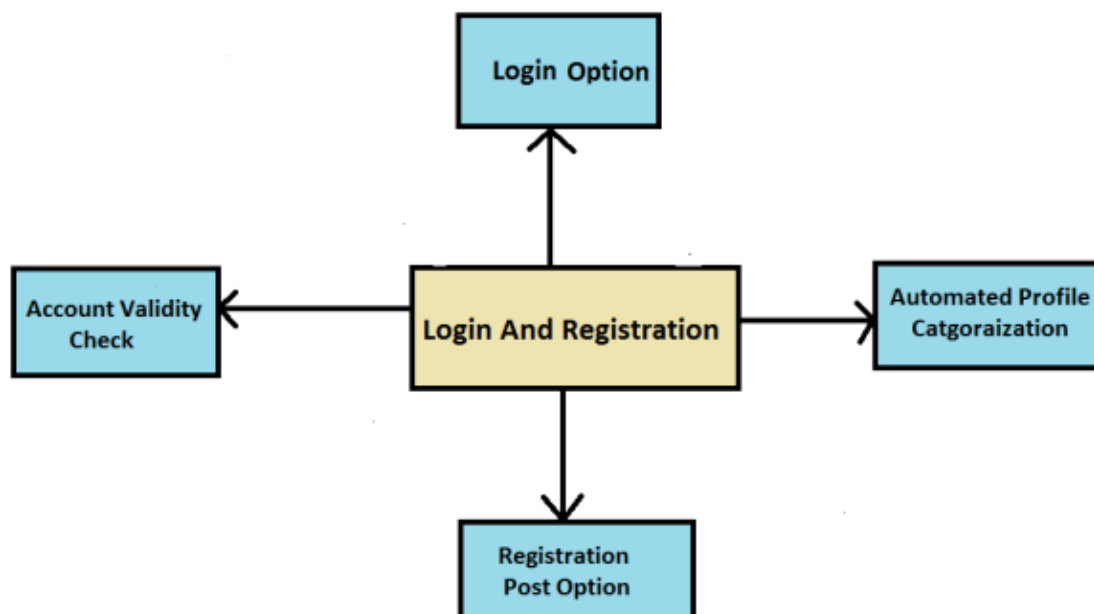 Login Option
Account Validity
Check
Login And Registration
Automated Profile
Catgoraization
Registration
Post Option